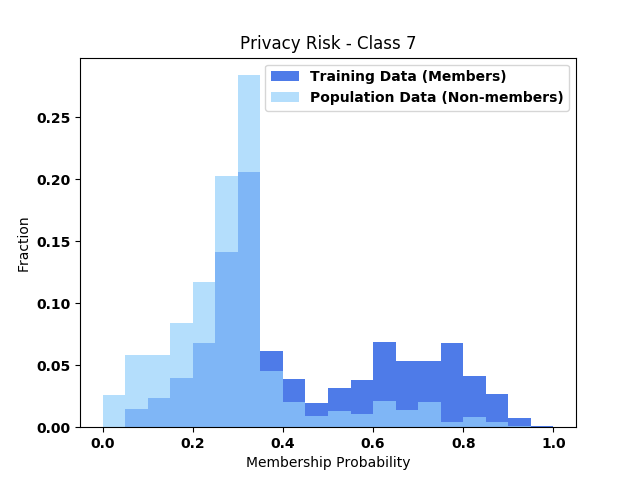 Privacy Risk - Class 7
Training Data (Members)
Population Data (Non-members)
Fraction
0.25
0.20
0.15
0.10
0.05
0.00
0.0 0.2 0.4 0.6 0.8 1.0
Membership Probability